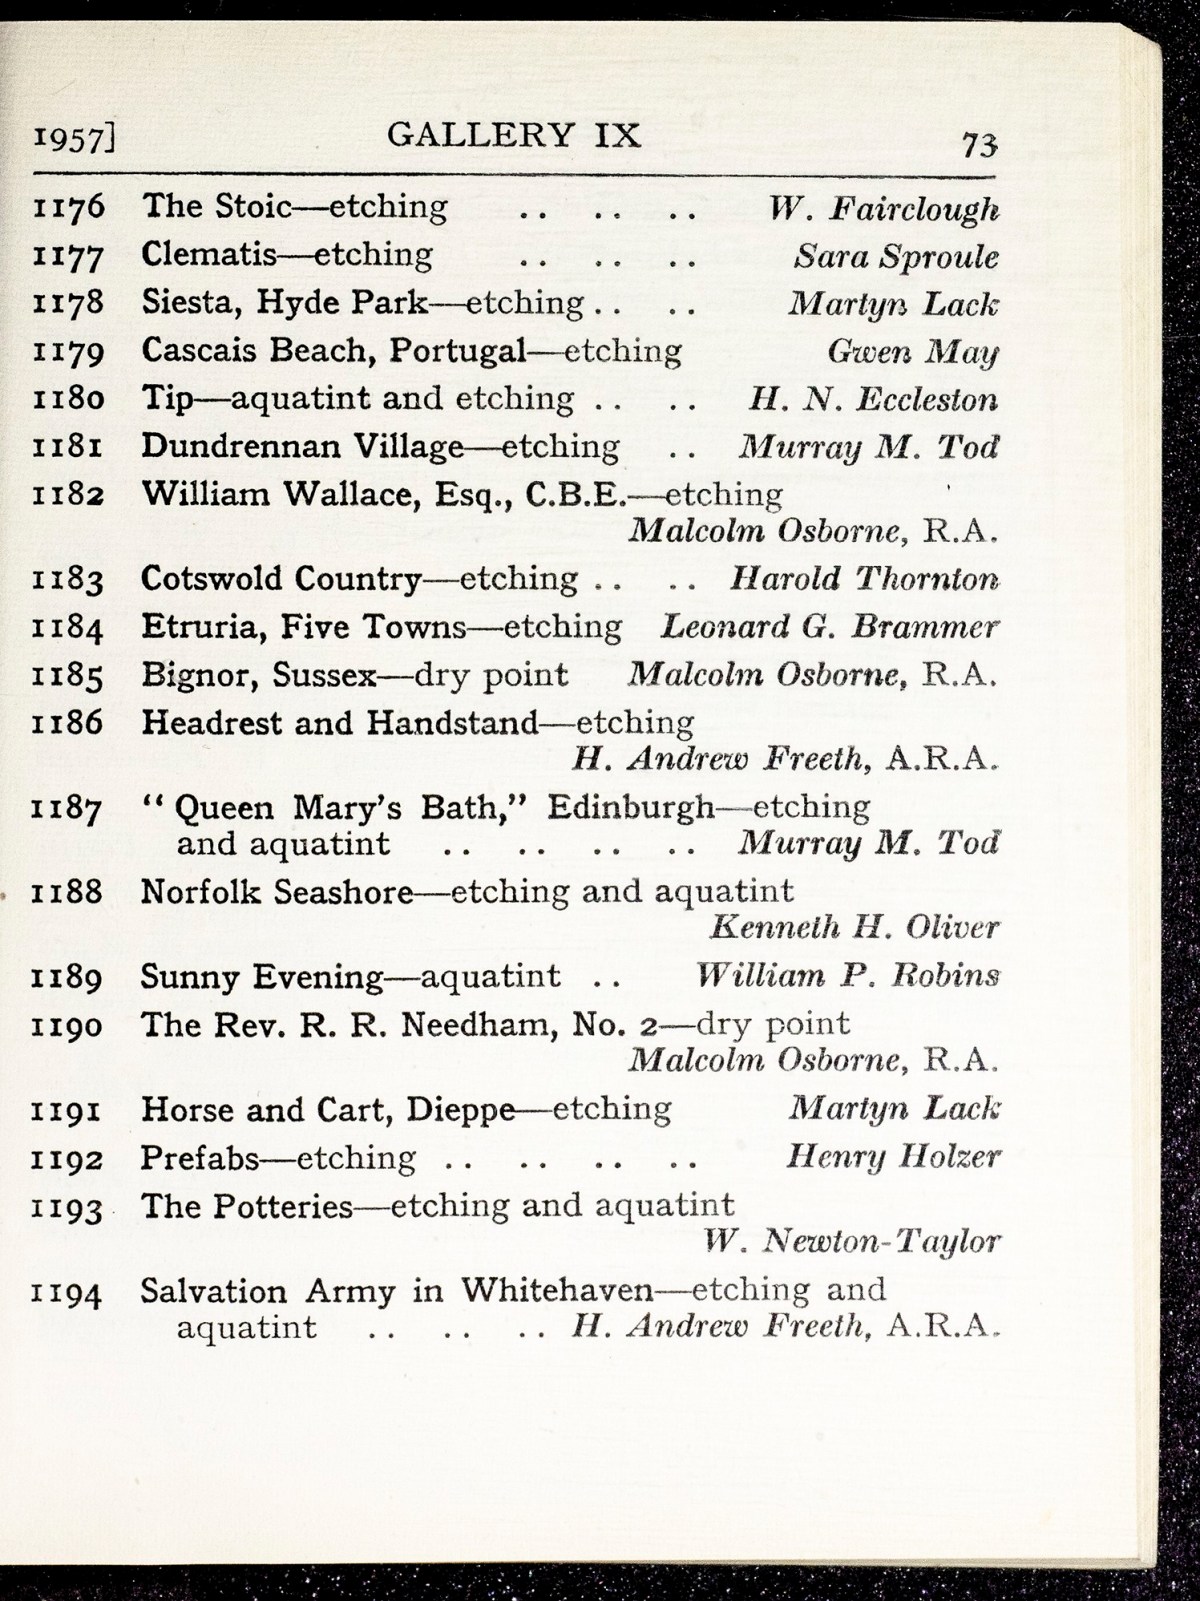 1957] GALLERY IX 73
1176 The Stoic—etching .. .. .. W. Fairclough
1177 Clematis—etching .. .. .. Sara Sproule
1178 Siesta, Hyde Park—etching .. .. Martyn Lack
1179 Cascais Beach, Portugal—etching Gwen May
1180 Tip—aquatint and etching .. .. H. N. Eccleston
1181 Dundrennan Village—etching .. Murray M. Tod
1182 William Wallace, Esq., C.B.E.—etching
Malcolm Osborne, R.A.
1183 Cotswold Country—etching .. .. Harold Thornton
1184 Etruria, Five Towns—etching Leonard G. Brammer
1185 Bignor, Sussex—dry point Malcolm Osborne, R.A.
1186 Headrest and Handstand—etching
H. Andrew Freeth, A.R.A.
1187 “Queen Mary’s Bath,” Edinburgh—etching
and aquatint .. .. .. .. Murray M. Tod
1188 Norfolk Seashore—etching and aquatint
Kenneth H. Oliver
1189 Sunny Evening—aquatint .. William P. Robins
1190 The Rev. R. R. Needham, No. 2—dry point
Malcolm Osborne, R.A.
1191 Horse and Cart, Dieppe—etching Martyn Lack
1192 Prefabs—etching .. .. .. .. Henry Holzer
1193 The Potteries—etching and aquatint
W. Newton-Taylor
1194 Salvation Army in Whitehaven—etching and
aquatint .. .. .. H. Andrew Freeth, A.R.A.